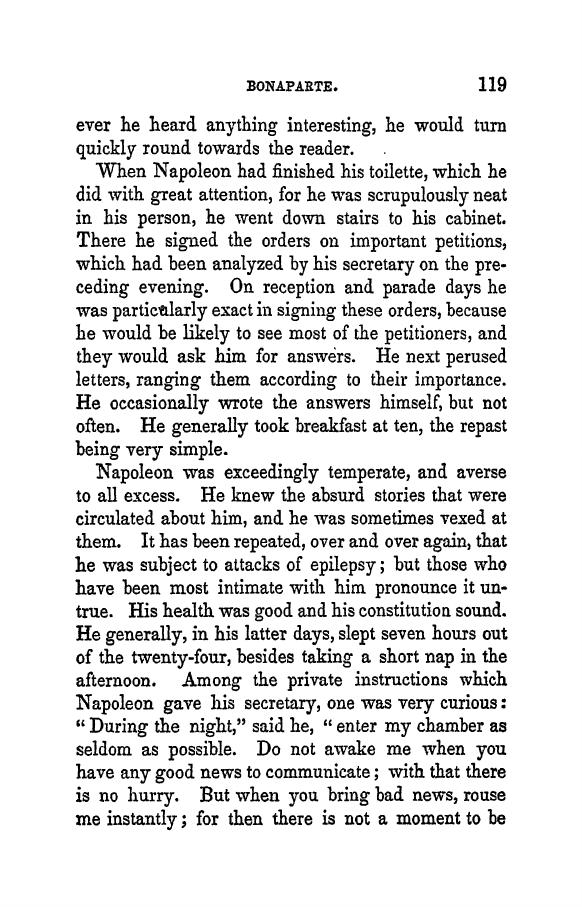 BONAPARTE. 119
ever he heard anything interesting, he would turn
quickly round towards the reader.
When Napoleon had finished his toilette, which he
did with great attention, for he was scrupulously neat
in his person, he went down stairs to his cabinet.
There he signed the orders on important petitions,
which had been analyzed by his secretary on the pre-
ceding evening. On reception and parade days he
was particularly exact in signing these orders, because
he would be likely to see most of the petitioners, and
they would ask him for answers. He next perused
letters, ranging them according to their importance.
He occasionally wrote the answers himself, but not
often. He generally took breakfast at ten, the repast
being very simple.
Napoleon was exceedingly temperate, and averse
to all excess. He knew the absurd stories that were
circulated about him, and he was sometimes vexed at
them. It has been repeated, over and over again, that
he was subject to attacks of epilepsy; but those who
have been most intimate with him pronounce it un-
true. His health was good and his constitution sound.
He generally, in his latter days, slept seven hours out
of the twenty-four, besides taking a short nap in the
afternoon. Among the private instructions which
Napoleon gave his secretary, one was very curious:
“During the night,” said he, “enter my chamber as
seldom as possible. Do not awake me when you
have any good news to communicate; with that there
is no hurry. But when you bring bad news, rouse
me instantly; for then there is not a moment to be